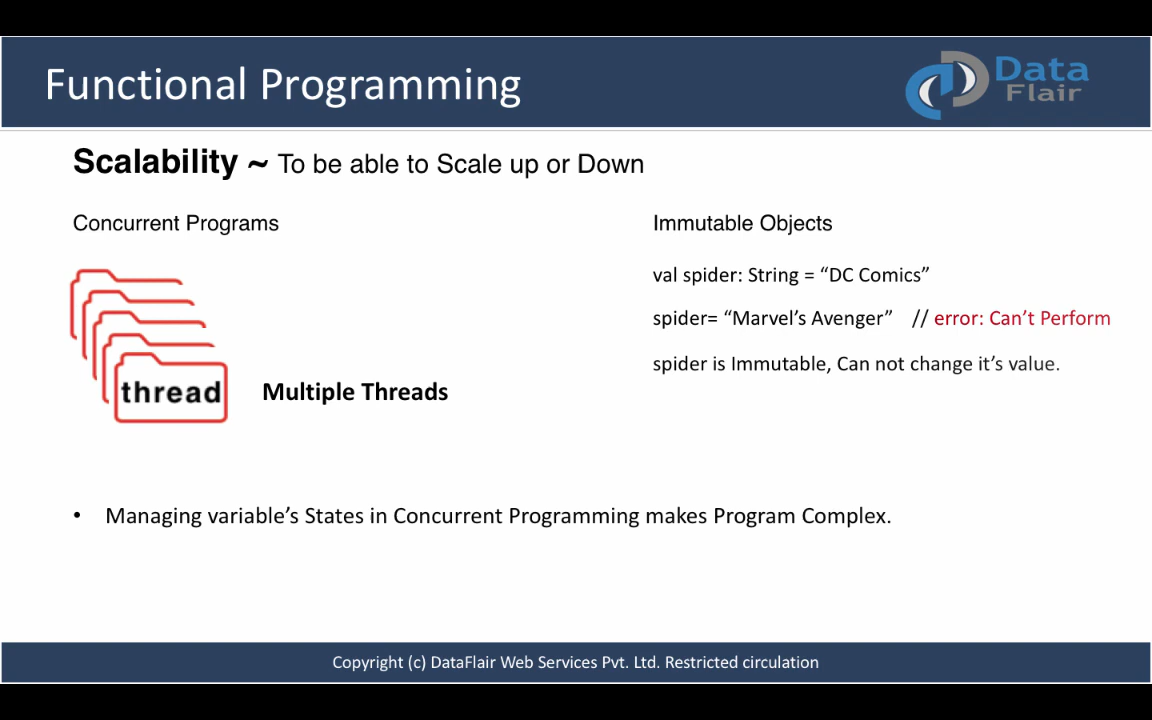 Functional Programming
Data
Flair
Scalability ~ To be able to Scale up or Down
Concurrent Programs
Immutable Objects
val spider: String = “DC Comics”
spider= “Marvel’s Avenger” // error: Can’t Perform
spider is Immutable, Can not change it’s value.
thread
Multiple Threads
• Managing variable’s States in Concurrent Programming makes Program Complex.
Copyright (c) DataFlair Web Services Pvt. Ltd. Restricted circulation